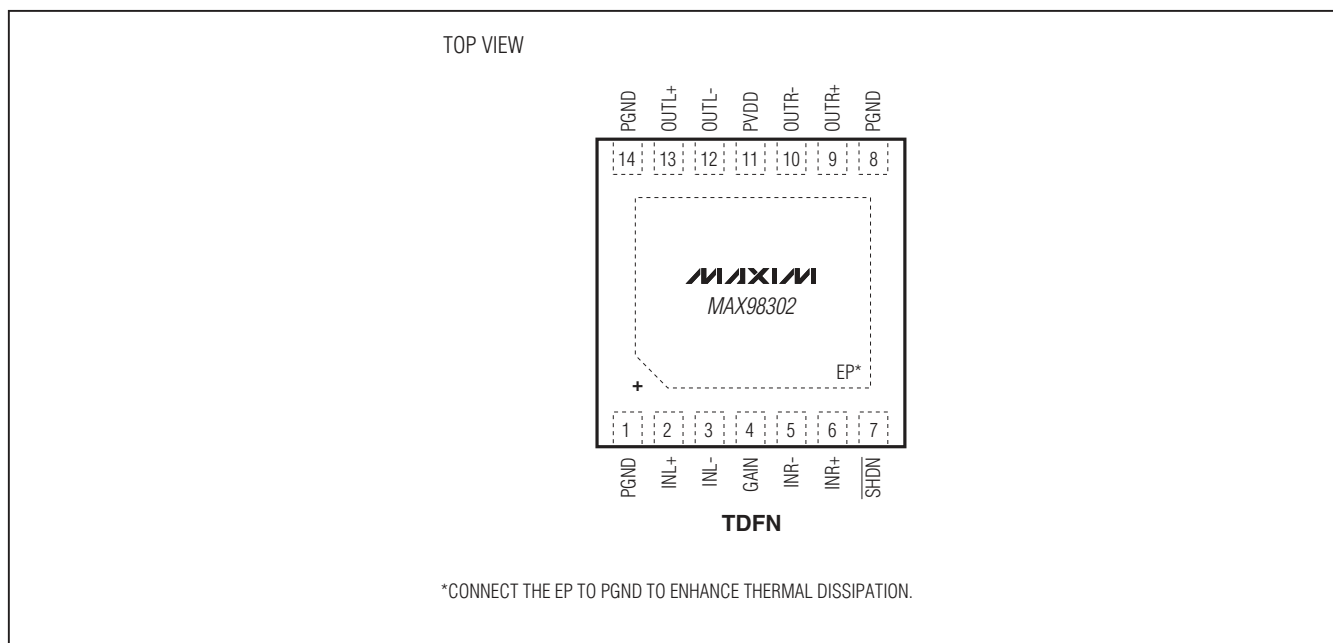 TOP VIEW
PGND OUTL+ OUTL- PVDD OUTR- OUTR+ PGND
14 13 12 11 10 9 8
MAXIM
MAX98302
EP*
+
1 2 3 4 5 6 7
PGND INL+ INL- GAIN INR- INR+ SHDN
TDFN
*CONNECT THE EP TO PGND TO ENHANCE THERMAL DISSIPATION.